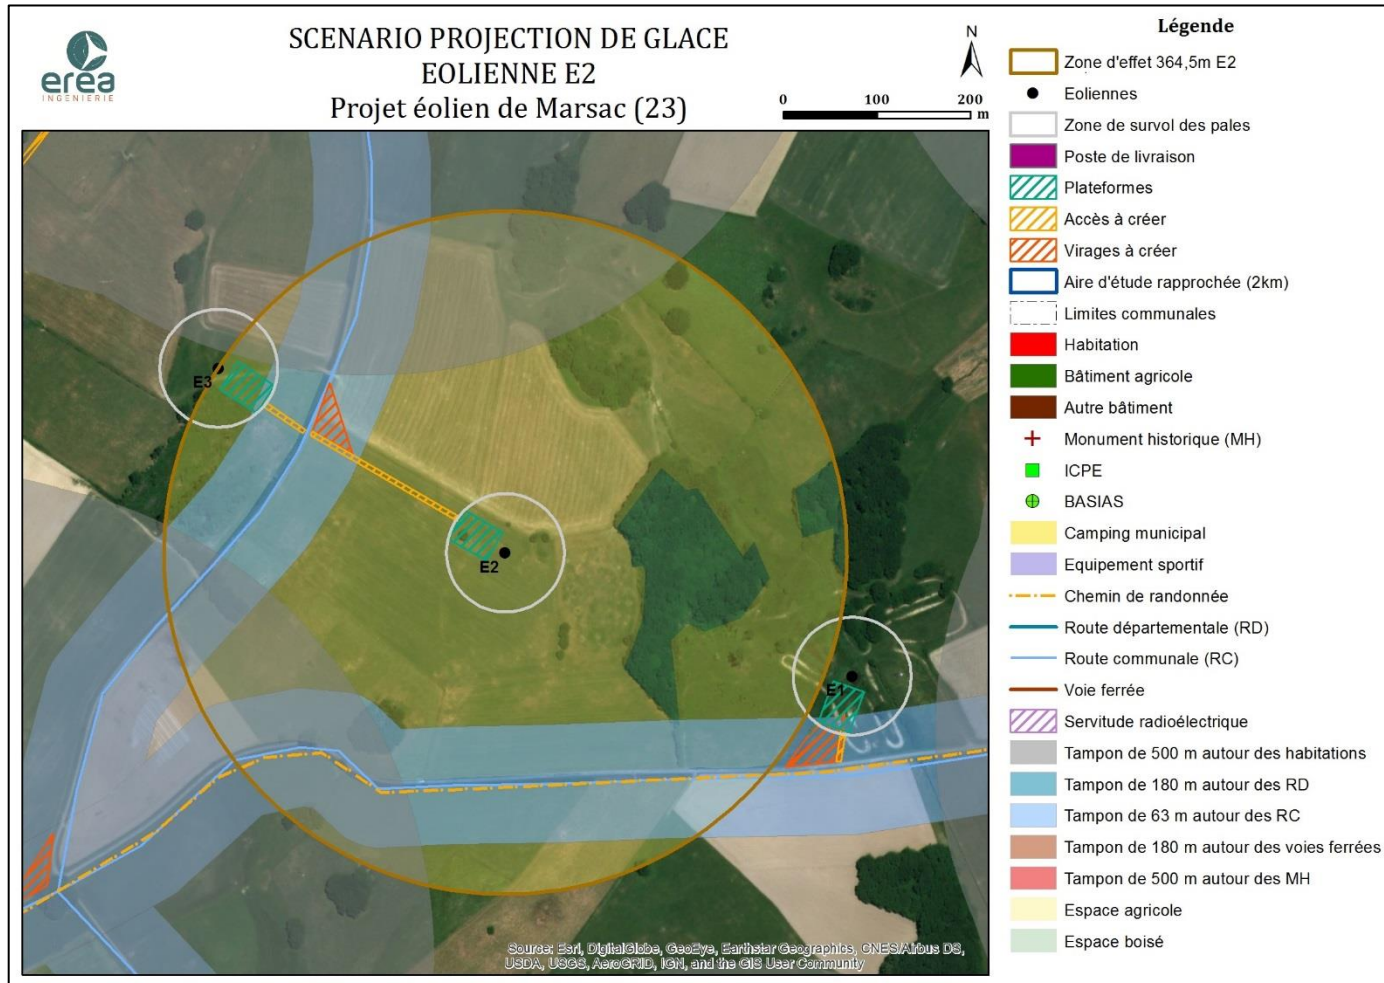 erea
INGENIERIE
SCENARIO PROJECTION DE GLACE
EOLIENNE E2
Projet éolien de Marsac (23)
N
0 100 200
m
E3
E2
E1
Source: Esri, DigitalGlobe, GeoEye, Earthstar Geographics, CNES/Airbus DS,
USDA, USGS, AeroGRID, IGN, and the GIS User Community
Légende
Zone d'effet 364,5m E2
Eoliennes
Zone de survol des pales
Poste de livraison
Plateformes
Accès à créer
Virages à créer
Aire d'étude rapprochée (2km)
Limites communales
Habitation
Bâtiment agricole
Autre bâtiment
Monument historique (MH)
ICPE
BASIAS
Camping municipal
Equipement sportif
Chemin de randonnée
Route départementale (RD)
Route communale (RC)
Voie ferrée
Servitude radioélectrique
Tampon de 500 m autour des habitations
Tampon de 180 m autour des RD
Tampon de 63 m autour des RC
Tampon de 180 m autour des voies ferrées
Tampon de 500 m autour des MH
Espace agricole
Espace boisé